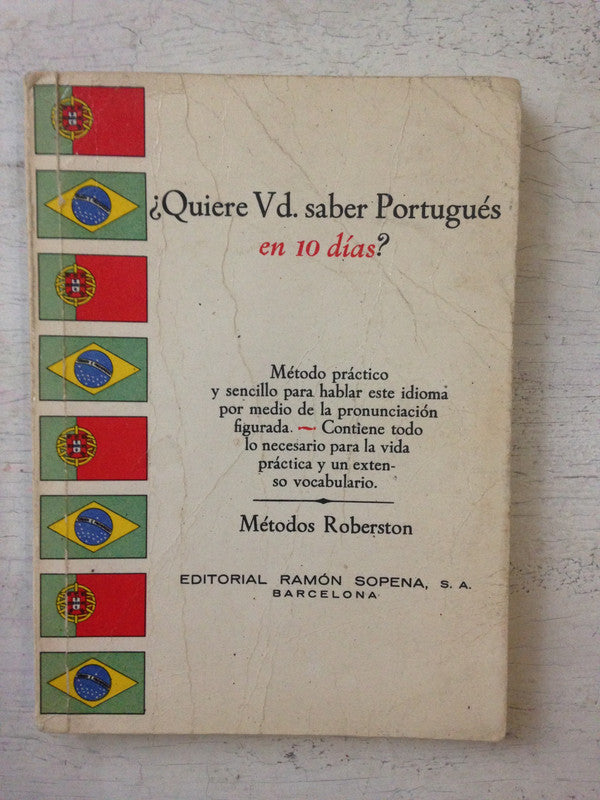 ¿Quiere Vd. saber Portugués
en 10 días?
Método práctico
y sencillo para hablar este idioma
por medio de la pronunciación
figurada. — Contiene todo
lo necesario para la vida
práctica y un exten-
so vocabulario.
Métodos Roberston
EDITORIAL RAMÓN SOPENA, S. A.
BARCELONA